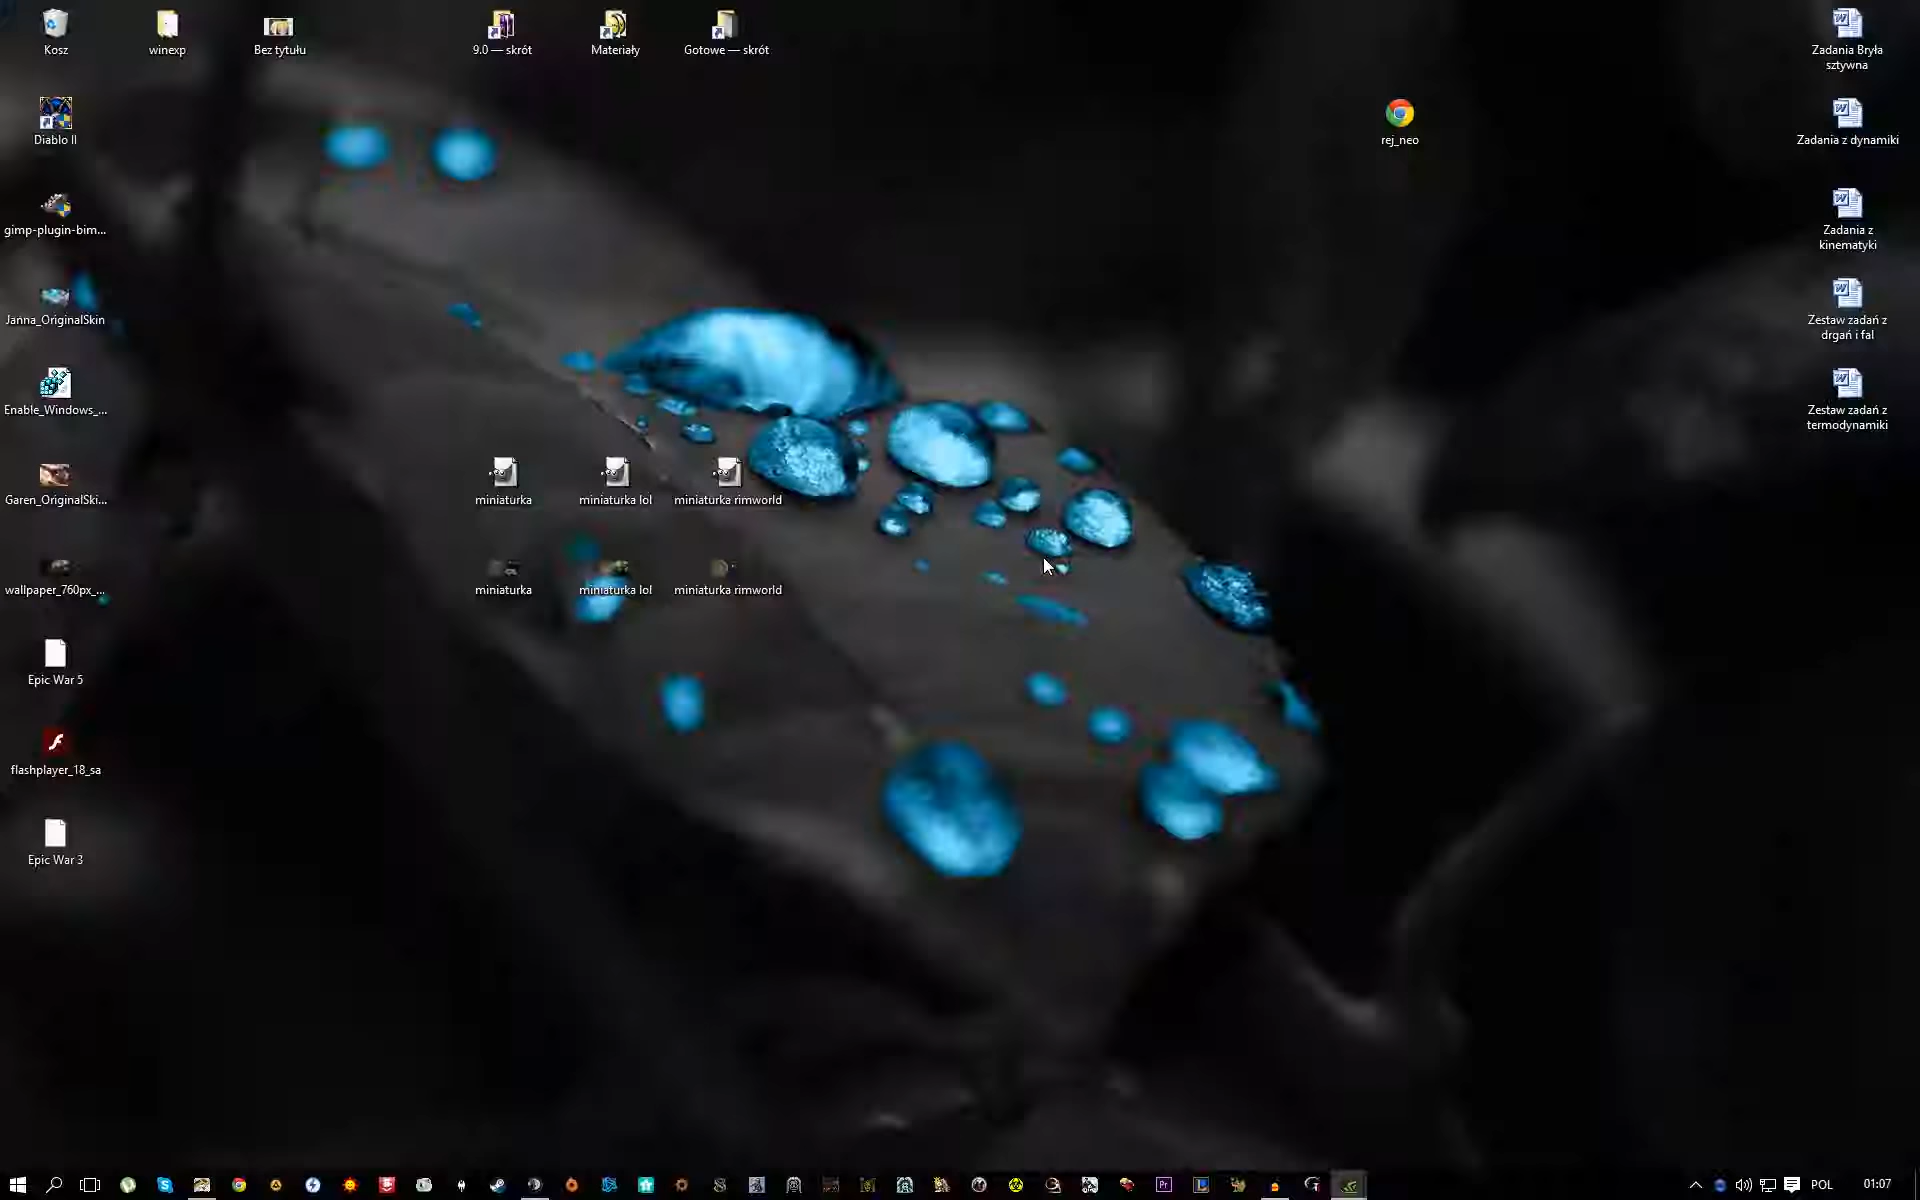 Kosz
winexp
Bez tytułu
9.0 — skrót
Materiały
Gotowe — skrót
Zadania Bryła
sztywna
Diablo II
rej_neo
Zadania z dynamiki
gimp-plugin-bim...
Zadania z
kinematyki
Janna_OriginalSkin
Zestaw zadań z
drgań i fal
Enable_Windows_...
Zestaw zadań z
termodynamiki
Garen_OriginalSki...
miniaturka
miniaturka lol
miniaturka rimworld
wallpaper_760px_...
miniaturka
miniaturka lol
miniaturka rimworld
Epic War 5
flashplayer_18_sa
Epic War 3
Pr
POL
01:07